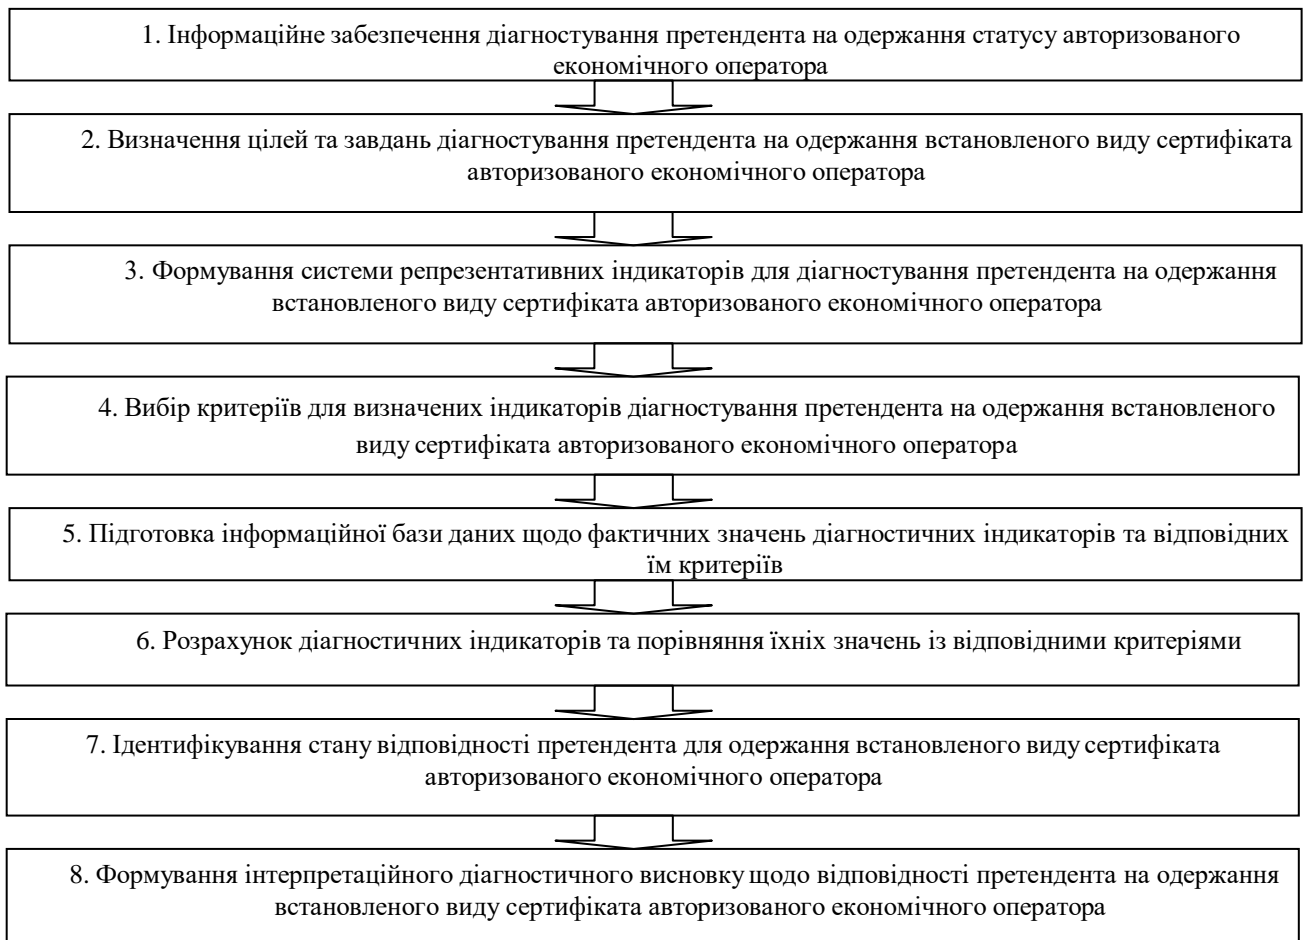 1. Інформаційне забезпечення діагностування претендента на одержання статусу авторизованого
економічного оператора
2. Визначення цілей та завдань діагностування претендента на одержання встановленого виду сертифіката
авторизованого економічного оператора
3. Формування системи репрезентативних індикаторів для діагностування претендента на одержання
встановленого виду сертифіката авторизованого економічного оператора
4. Вибір критеріїв для визначених індикаторів діагностування претендента на одержання встановленого
виду сертифіката авторизованого економічного оператора
5. Підготовка інформаційної бази даних щодо фактичних значень діагностичних індикаторів та відповідних
їм критеріїв
6. Розрахунок діагностичних індикаторів та порівняння їхніх значень із відповідними критеріями
7. Ідентифікування стану відповідності претендента для одержання встановленого виду сертифіката
авторизованого економічного оператора
8. Формування інтерпретаційного діагностичного висновку щодо відповідності претендента на одержання
встановленого виду сертифіката авторизованого економічного оператора